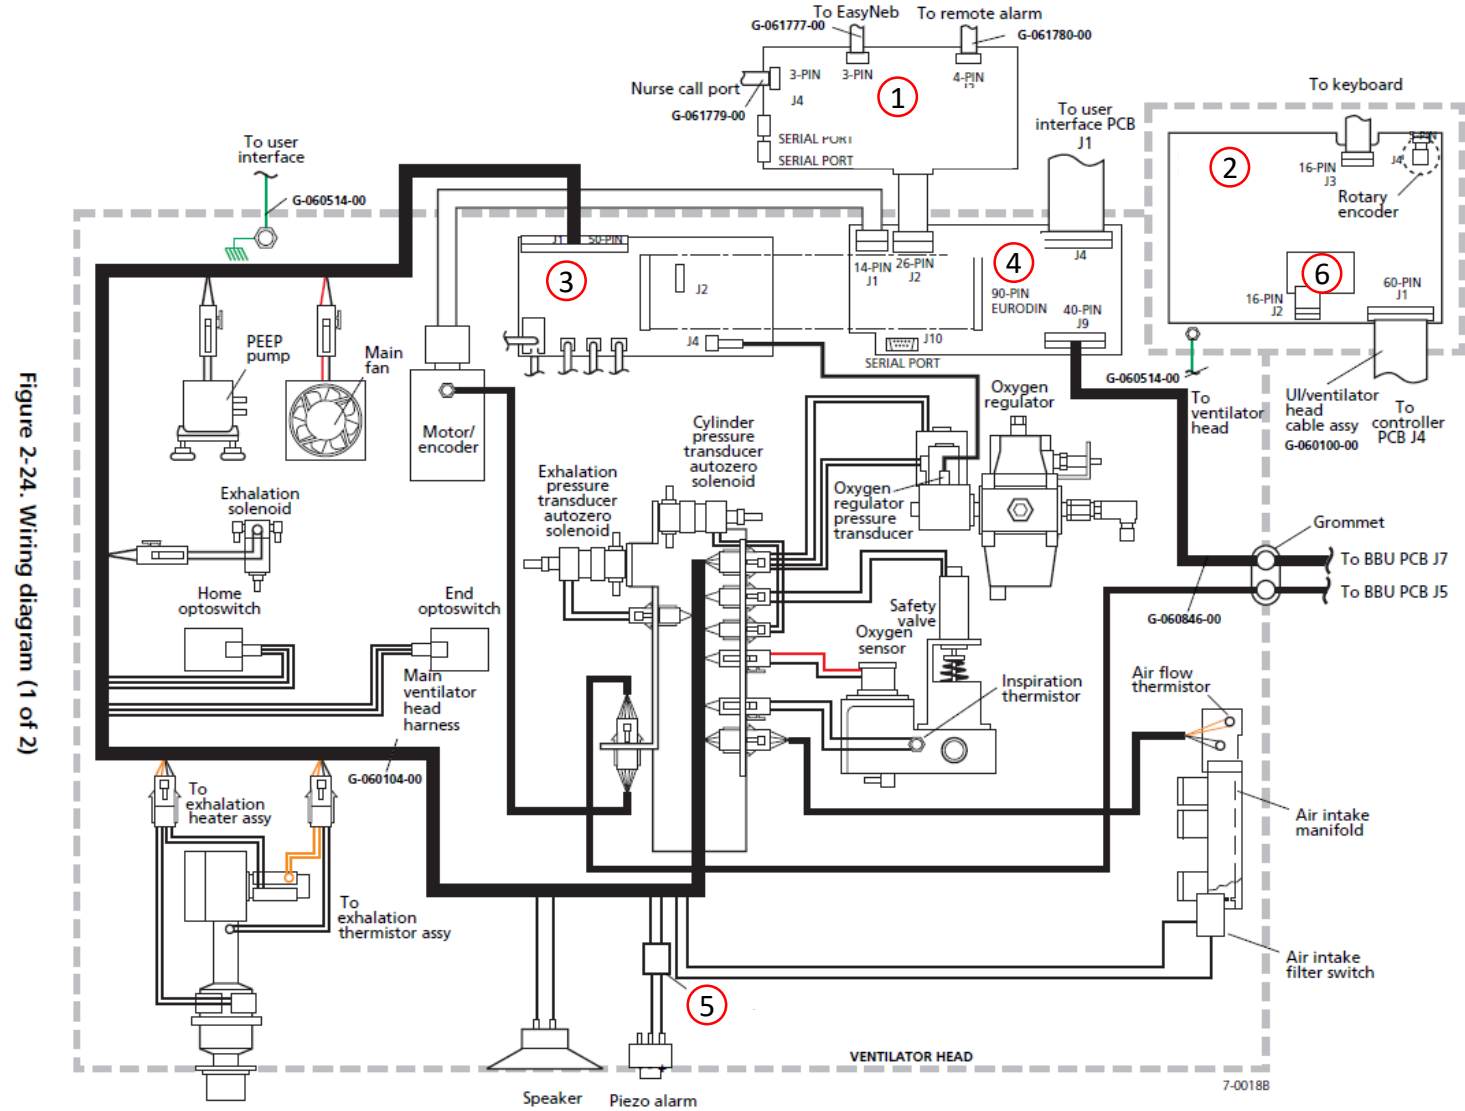 To EasyNeb
To remote alarm
G-061777-00
G-061780-00
3-PIN
3-PIN
4-PIN
Nurse call port
J4
1
G-061779-00
To user
interface PCB
J1
SERIAL PORT
SERIAL PORT
To keyboard
5-PIN
2
16-PIN
J3
J4
Rotary
encoder
To user
interface
G-060514-00
J1 50-PIN
3
J2
J4
14-PIN
J1
26-PIN
J2
4
J4
90-PIN
EURODIN
40-PIN
J9
J10
SERIAL PORT
6
16-PIN
J2
60-PIN
J1
G-060514-00
To
ventilator
head
UI/ventilator
head
cable assy
G-060100-00
To
controller
PCB J4
PEEP
pump
Main
fan
Motor/
encoder
Oxygen
regulator
Cylinder
pressure
transducer
autozero
solenoid
Exhalation
pressure
transducer
autozero
solenoid
Oxygen
regulator
pressure
transducer
Exhalation
solenoid
Grommet
To BBU PCB J7
To BBU PCB J5
G-060846-00
Home
optoswitch
End
optoswitch
Safety
valve
Oxygen
sensor
Main
ventilator
head
harness
G-060104-00
Inspiration
thermistor
Air flow
thermistor
To
exhalation
heater assy
Air intake
manifold
To
exhalation
thermistor assy
Air intake
filter switch
5
VENTILATOR HEAD
7-0018B
Speaker
Piezo alarm
Figure 2-24. Wiring diagram (1 of 2)